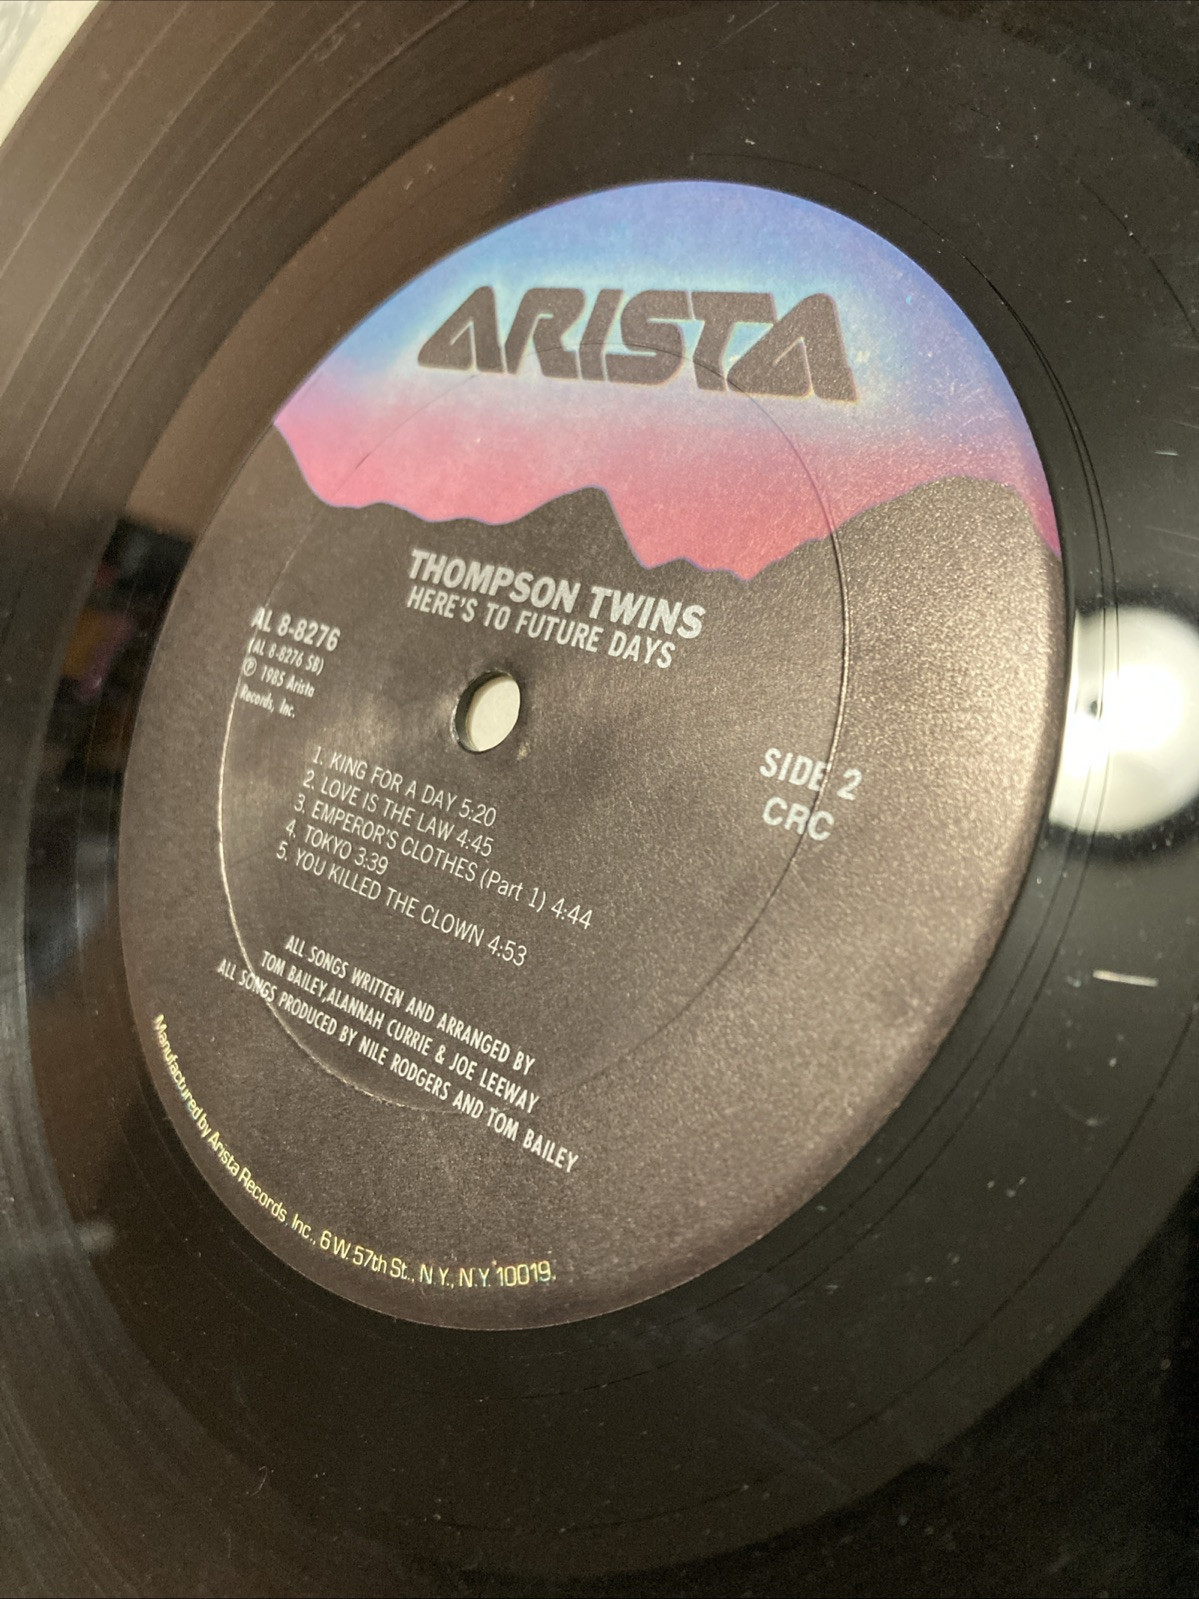 ARISTA
THOMPSON TWINS
HERE'S TO FUTURE DAYS
AL 8-8276
(AL 8-8276 SB)
℗ 1985 Arista
Records, Inc.
SIDE 2
CRC
1. KING FOR A DAY 5:20
2. LOVE IS THE LAW 4:45
3. EMPEROR'S CLOTHES (Part 1) 4:44
4. TOKYO 3:39
5. YOU KILLED THE CLOWN 4:53
ALL SONGS WRITTEN AND ARRANGED BY
TOM BAILEY, ALANNAH CURRIE & JOE LEEWAY
ALL SONGS PRODUCED BY NILE RODGERS AND TOM BAILEY
Manufactured by Arista Records, Inc., 6 W. 57th St., N.Y., N.Y. 10019.